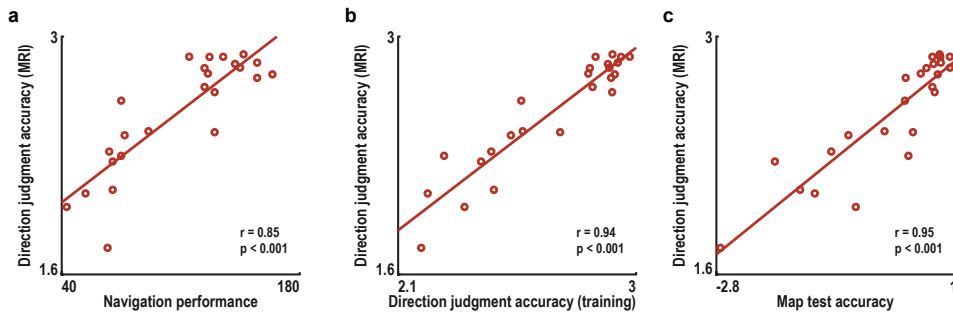 a
b
c
3
Direction judgment accuracy (MRI)
1.6
r = 0.85
p < 0.001
40
180
Navigation performance
3
Direction judgment accuracy (MRI)
1.6
r = 0.94
p < 0.001
2.1
3
Direction judgment accuracy (training)
3
Direction judgment accuracy (MRI)
1.6
r = 0.95
p < 0.001
-2.8
1
Map test accuracy